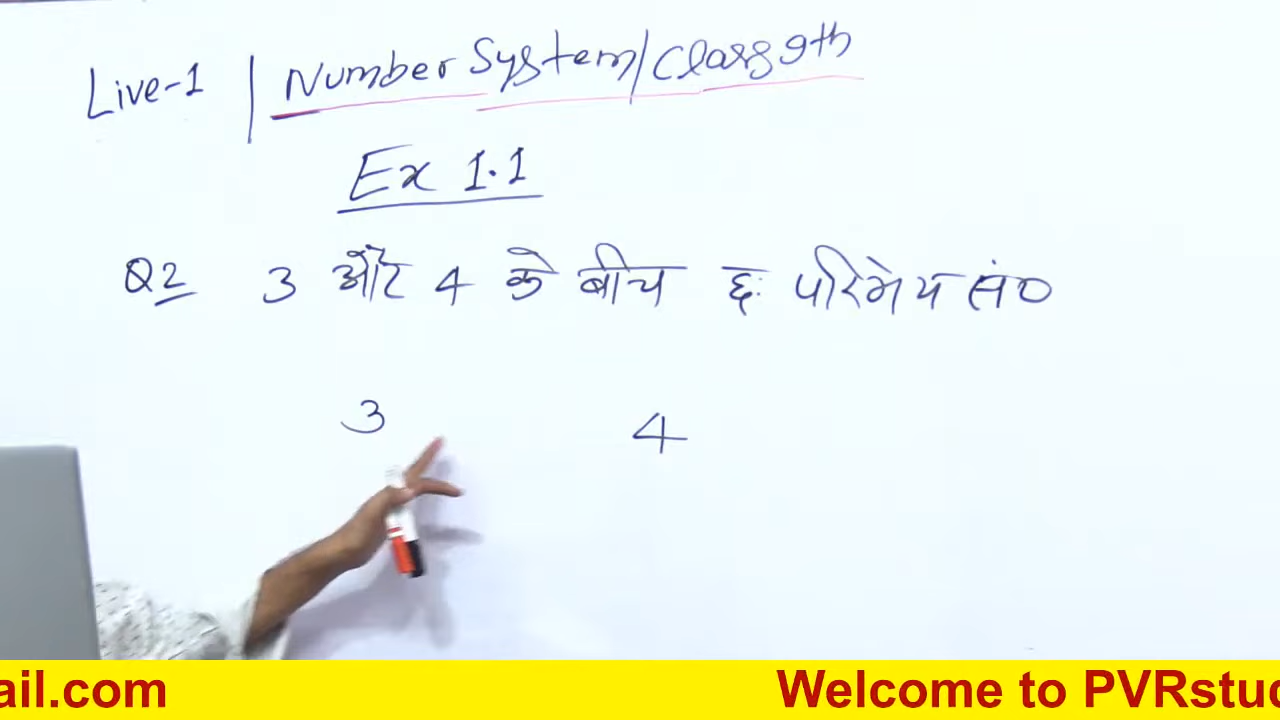 Live-1 | Number System/Class 9th
Ex 1.1
Q2 3 और 4 के बीच छः परिमेय सं०
3 4
ail.com Welcome to PVRstud